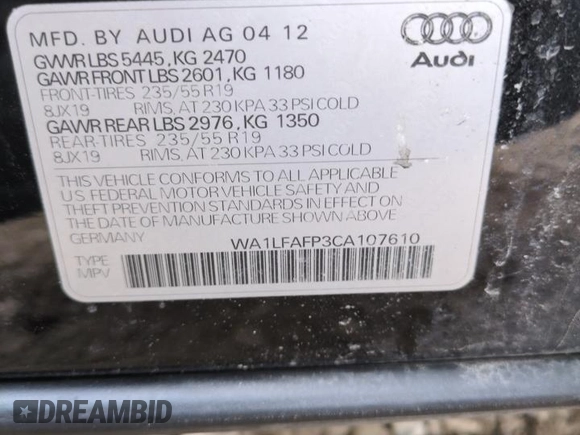 MFD. BY AUDI AG 04 12
GVWR LBS 5445, KG 2470
GAWR FRONT LBS 2601, KG 1180
FRONT-TIRES 235/55 R19
8JX19 RIMS, AT 230 KPA 33 PSI COLD
GAWR REAR LBS 2976, KG 1350
REAR-TIRES 235/55 R19
8JX19 RIMS, AT 230 KPA 33 PSI COLD
THIS VEHICLE CONFORMS TO ALL APPLICABLE
U.S FEDERAL MOTOR VEHICLE SAFETY AND
THEFT PREVENTION STANDARDS IN EFFECT ON
THE DATE OF MANUFACTURE SHOWN ABOVE.
GERMANY WA1LFAFP3CA107610
TYPE
MPV
Audi
DREAMBID